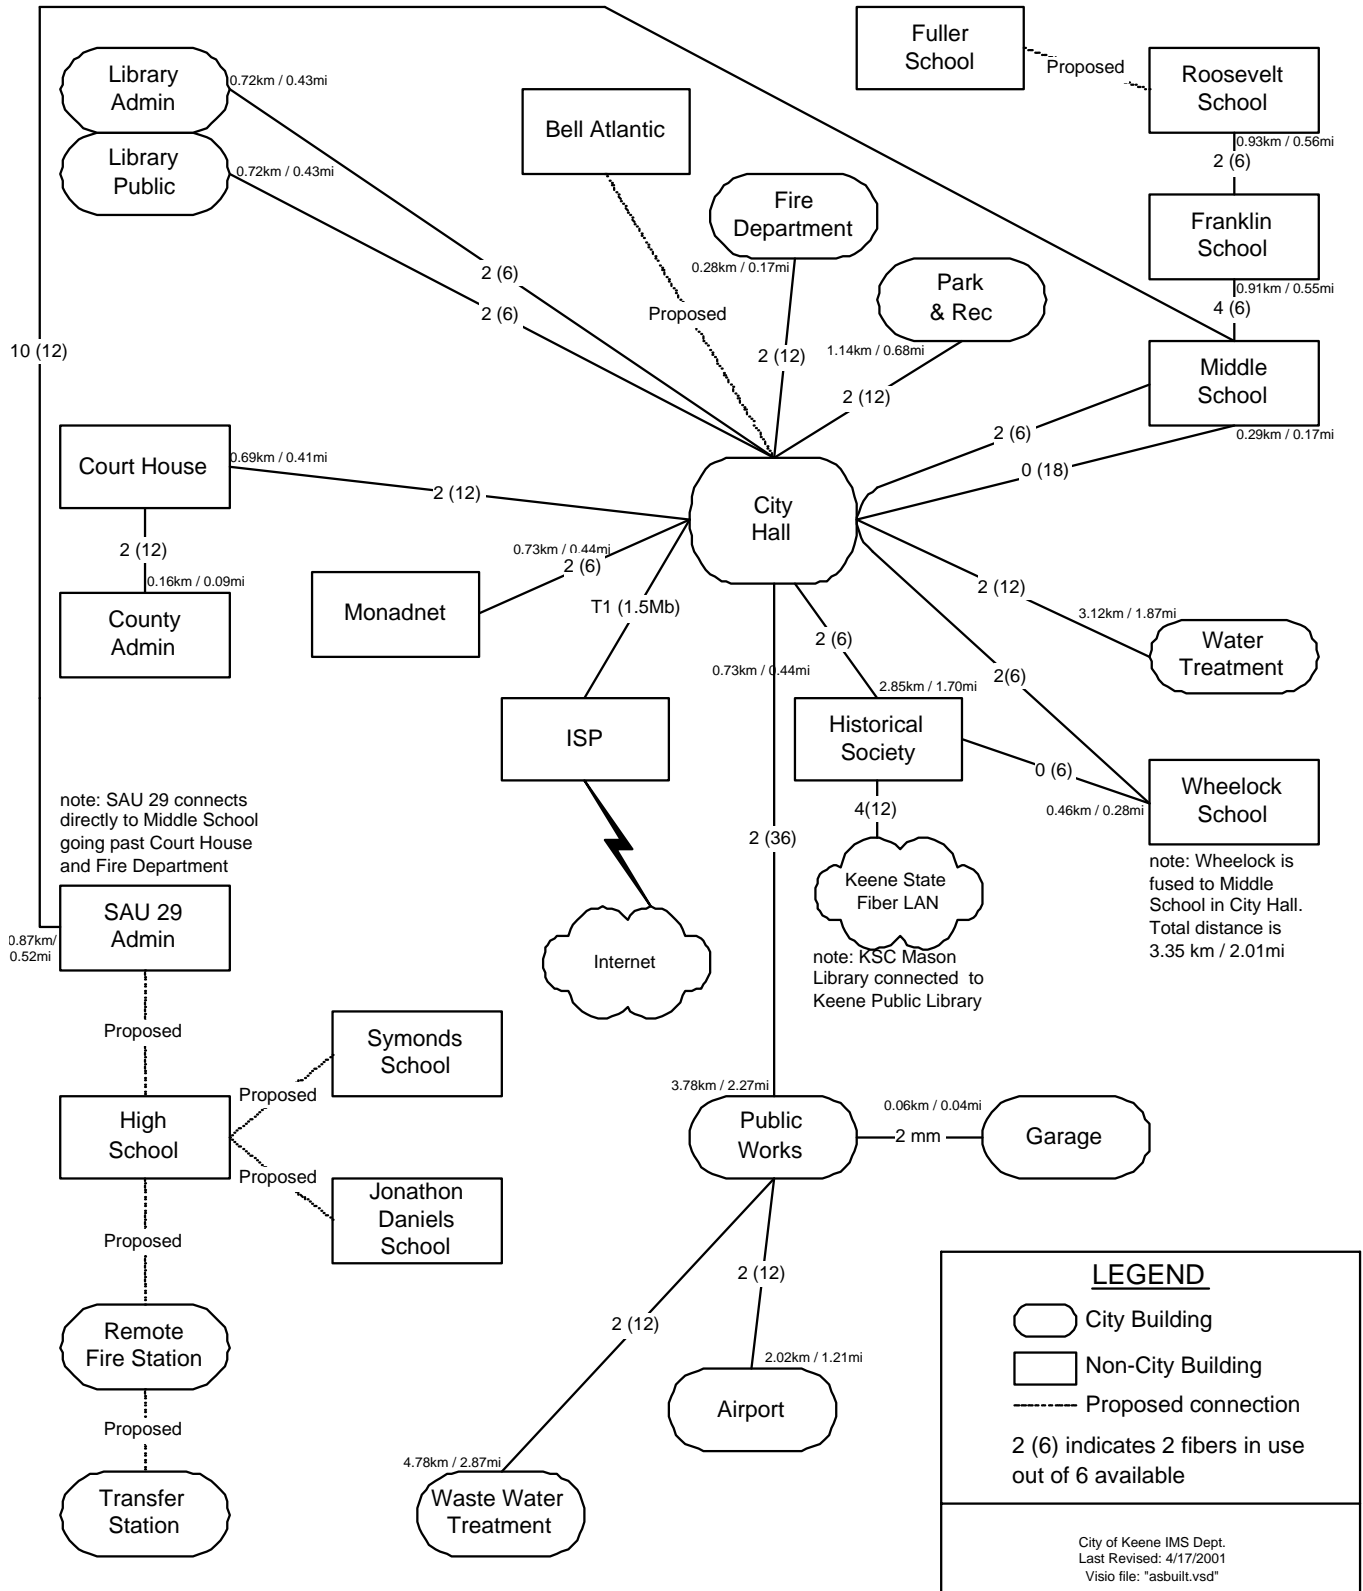 Fuller
School
Proposed
Roosevelt
School
0.93km / 0.56mi
2 (6)
Franklin
School
0.91km / 0.55mi
4 (6)
Library
Admin
0.72km / 0.43mi
Library
Public
0.72km / 0.43mi
2 (6)
2 (6)
Bell Atlantic
Proposed
Fire
Department
0.28km / 0.17mi
2 (12)
Park
& Rec
1.14km / 0.68mi
2 (12)
10 (12)
Middle
School
0.29km / 0.17mi
2 (6)
0 (18)
Court House
0.69km / 0.41mi
2 (12)
City
Hall
2 (12)
0.16km / 0.09mi
County
Admin
0.73km / 0.44mi
2 (6)
Monadnet
T1 (1.5Mb)
2 (12)
3.12km / 1.87mi
Water
Treatment
2 (6)
0.73km / 0.44mi
2.85km / 1.70mi
2(6)
ISP
Historical
Society
0 (6)
0.46km / 0.28mi
Wheelock
School
note: Wheelock is
fused to Middle
School in City Hall.
Total distance is
3.35 km / 2.01mi
note: SAU 29 connects
directly to Middle School
going past Court House
and Fire Department
4(12)
2 (36)
Keene State
Fiber LAN
note: KSC Mason
Library connected to
Keene Public Library
SAU 29
Admin
0.87km/
0.52mi
Internet
Proposed
Symonds
School
Proposed
High
School
Proposed
Jonathon
Daniels
School
3.78km / 2.27mi
Public
Works
0.06km / 0.04mi
2 mm
Garage
Proposed
2 (12)
2 (12)
Remote
Fire Station
2.02km / 1.21mi
Airport
Proposed
4.78km / 2.87mi
Transfer
Station
Waste Water
Treatment
LEGEND
City Building
Non-City Building
Proposed connection
2 (6) indicates 2 fibers in use
out of 6 available
City of Keene IMS Dept.
Last Revised: 4/17/2001
Visio file: "asbuilt.vsd"